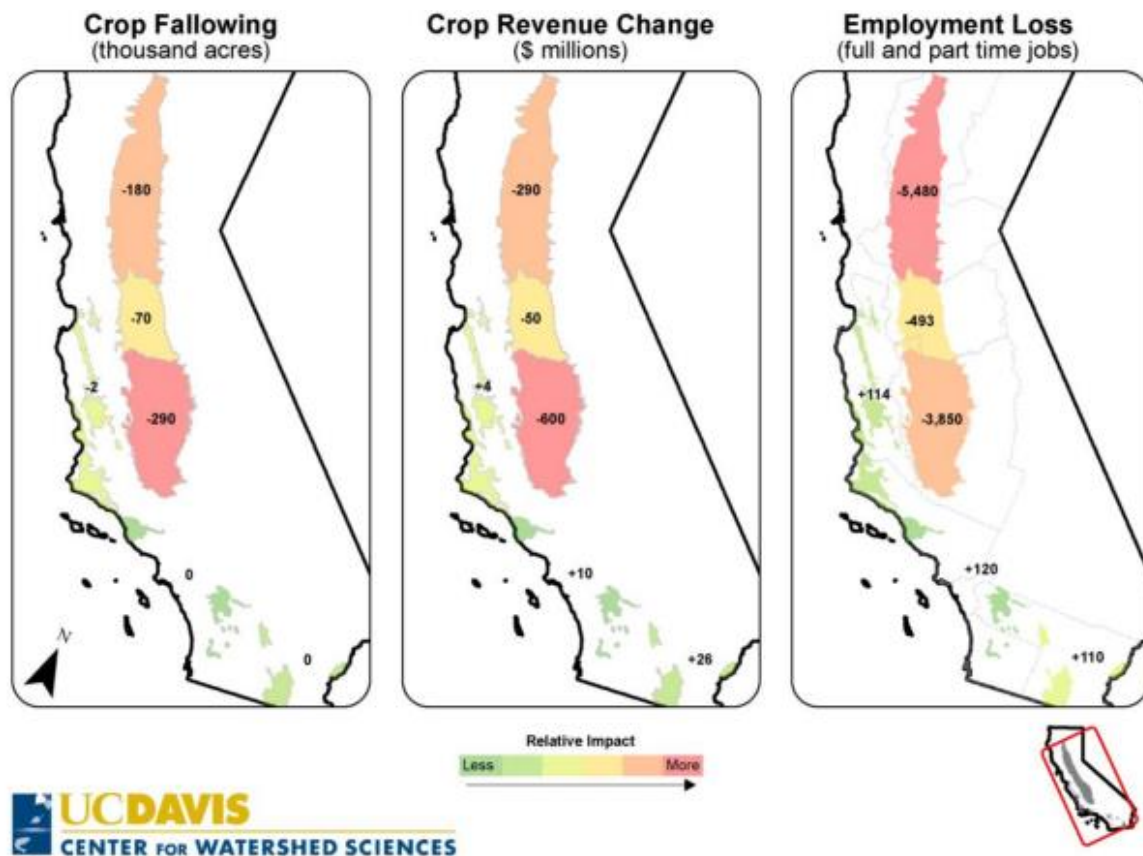 Crop Fallowing
(thousand acres)
-180
-70
-2
-290
0
0
N
Crop Revenue Change
($ millions)
-290
-50
+4
-600
+10
+26
Employment Loss
(full and part time jobs)
-5,480
-493
+114
-3,850
+120
+110
Relative Impact
Less More
UCDAVIS
CENTER FOR WATERSHED SCIENCES